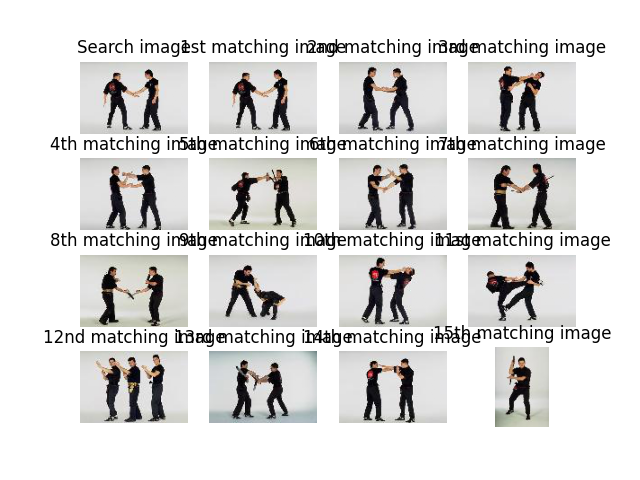 Search image
1st matching image
2nd matching image
3rd matching image
4th matching image
5th matching image
6th matching image
7th matching image
8th matching image
9th matching image
10th matching image
11st matching image
12nd matching image
13rd matching image
14th matching image
15th matching image